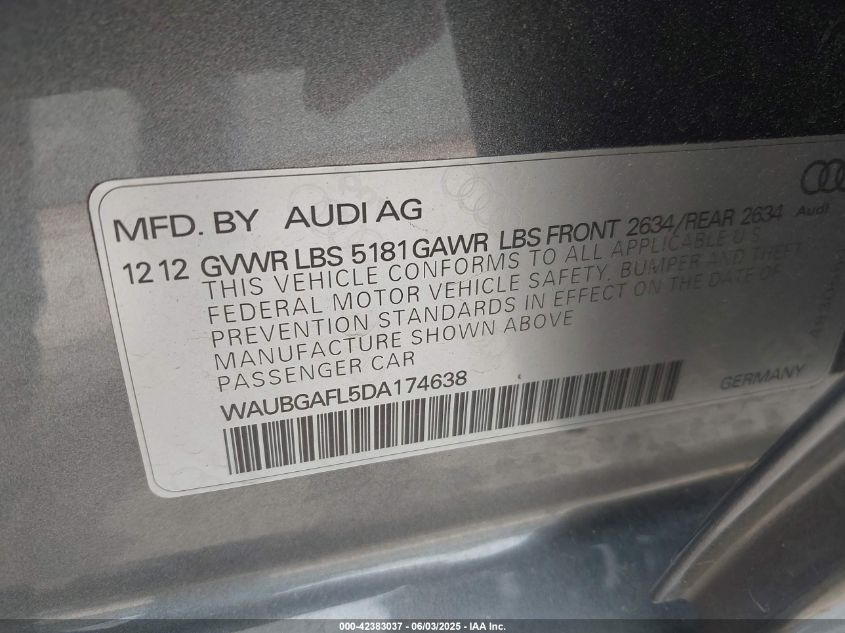 MFD. BY AUDI AG
Audi
12 12 GVWR LBS 5181 GAWR LBS FRONT 2634/REAR 2634
THIS VEHICLE CONFORMS TO ALL APPLICABLE U.S.
FEDERAL MOTOR VEHICLE SAFETY, BUMPER AND THEFT
PREVENTION STANDARDS IN EFFECT ON THE DATE OF
MANUFACTURE SHOWN ABOVE
PASSENGER CAR
WAUBGAFL5DA174638
GERMANY
000-42383037 - 06/03/2025 - IAA Inc.